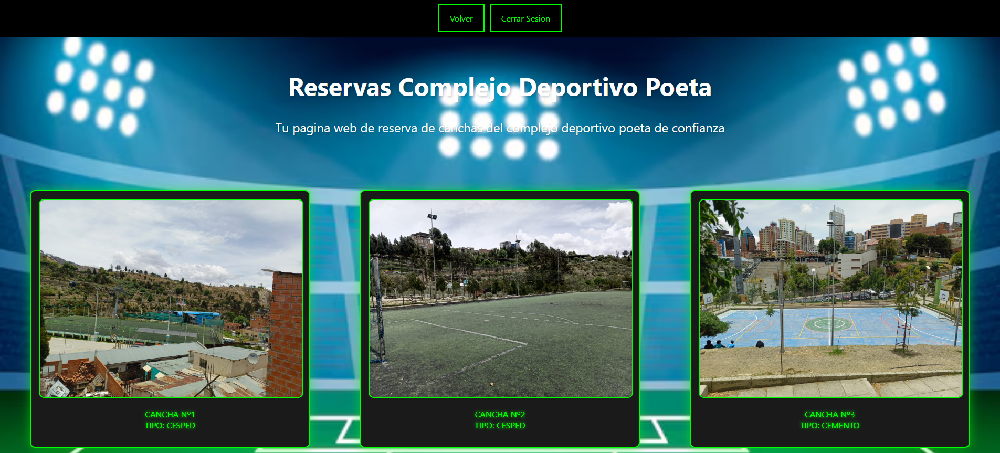 Volver
Cerrar Sesion
Reservas Complejo Deportivo Poeta
Tu pagina web de reserva de canchas del complejo deportivo poeta de confianza
CANCHA Nº1
TIPO: CESPED
CANCHA Nº2
TIPO: CESPED
CANCHA Nº3
TIPO: CEMENTO